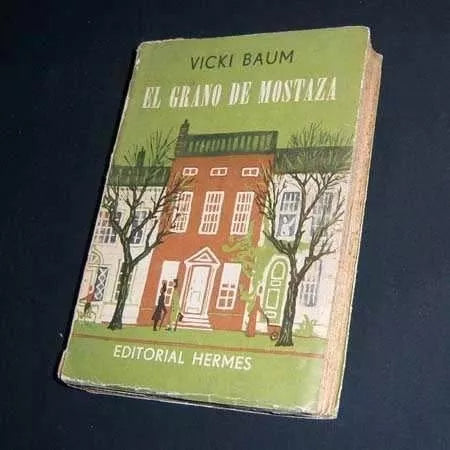 VICKI BAUM
EL GRANO DE MOSTAZA
EDITORIAL HERMES